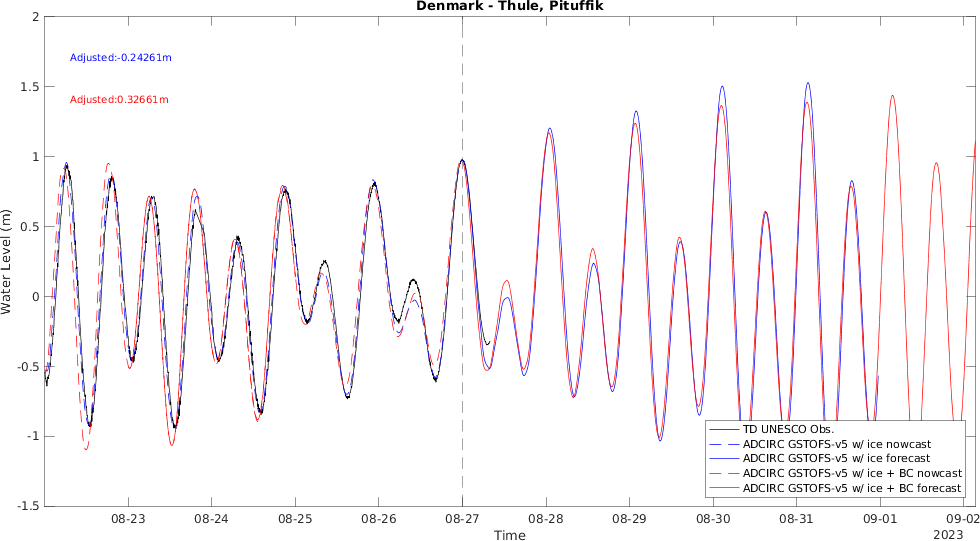 Denmark - Thule, Pituffik
2
1.5
1
0.5
0
-0.5
-1
-1.5
Water Level (m)
Adjusted:-0.24261m
Adjusted:0.32661m
TD UNESCO Obs.
ADCIRC GSTOFS-v5 w/ ice nowcast
ADCIRC GSTOFS-v5 w/ ice forecast
ADCIRC GSTOFS-v5 w/ ice + BC nowcast
ADCIRC GSTOFS-v5 w/ ice + BC forecast
08-23 08-24 08-25 08-26 08-27 08-28 08-29 08-30 08-31 09-01 09-02
Time
2023